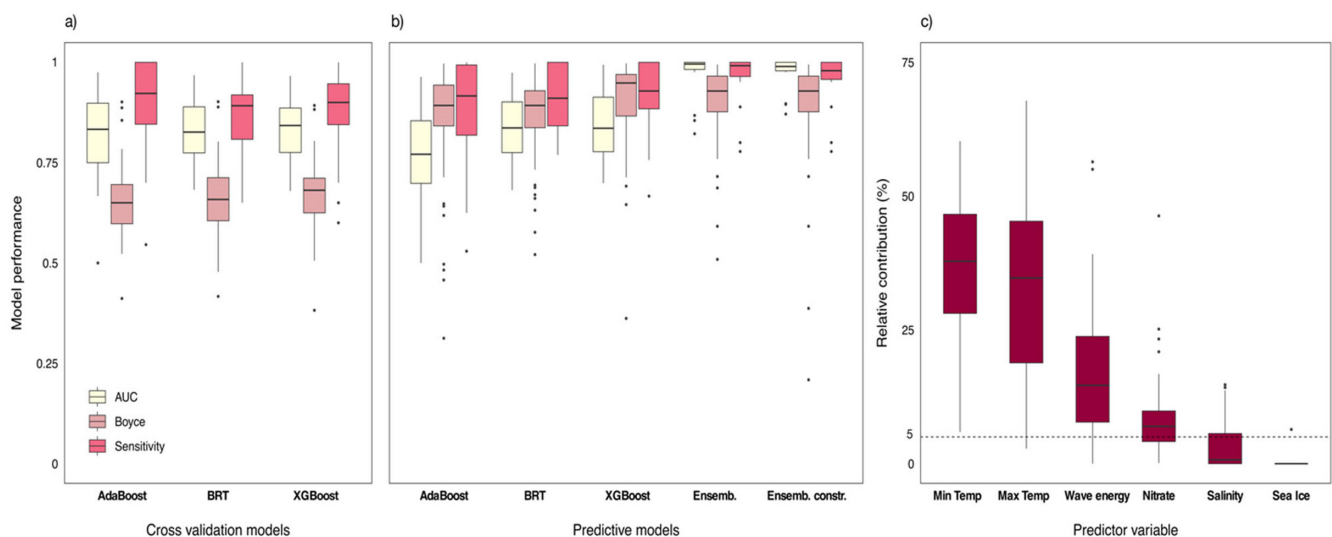 a)
b)
c)
Model performance
1
0.75
0.5
0.25
0
AUC
Boyce
Sensitivity
AdaBoost BRT XGBoost
Cross validation models
AdaBoost BRT XGBoost Ensemb. Ensemb. constr.
Predictive models
Relative contribution (%)
75
50
25
5
0
Min Temp Max Temp Wave energy Nitrate Salinity Sea Ice
Predictor variable